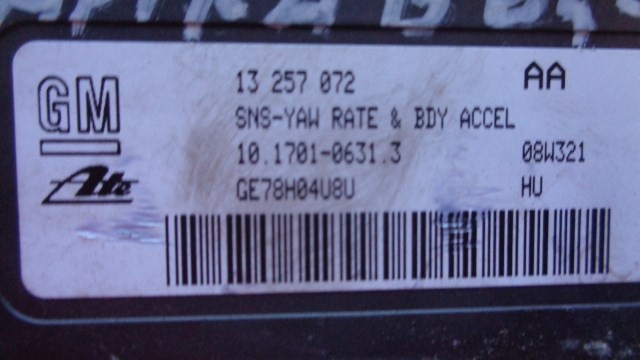 GM
Ate
13 257 072 AA
SNS-YAW RATE & BDY ACCEL
10.1701-0631.3 08W321
GE78H04U8U HU